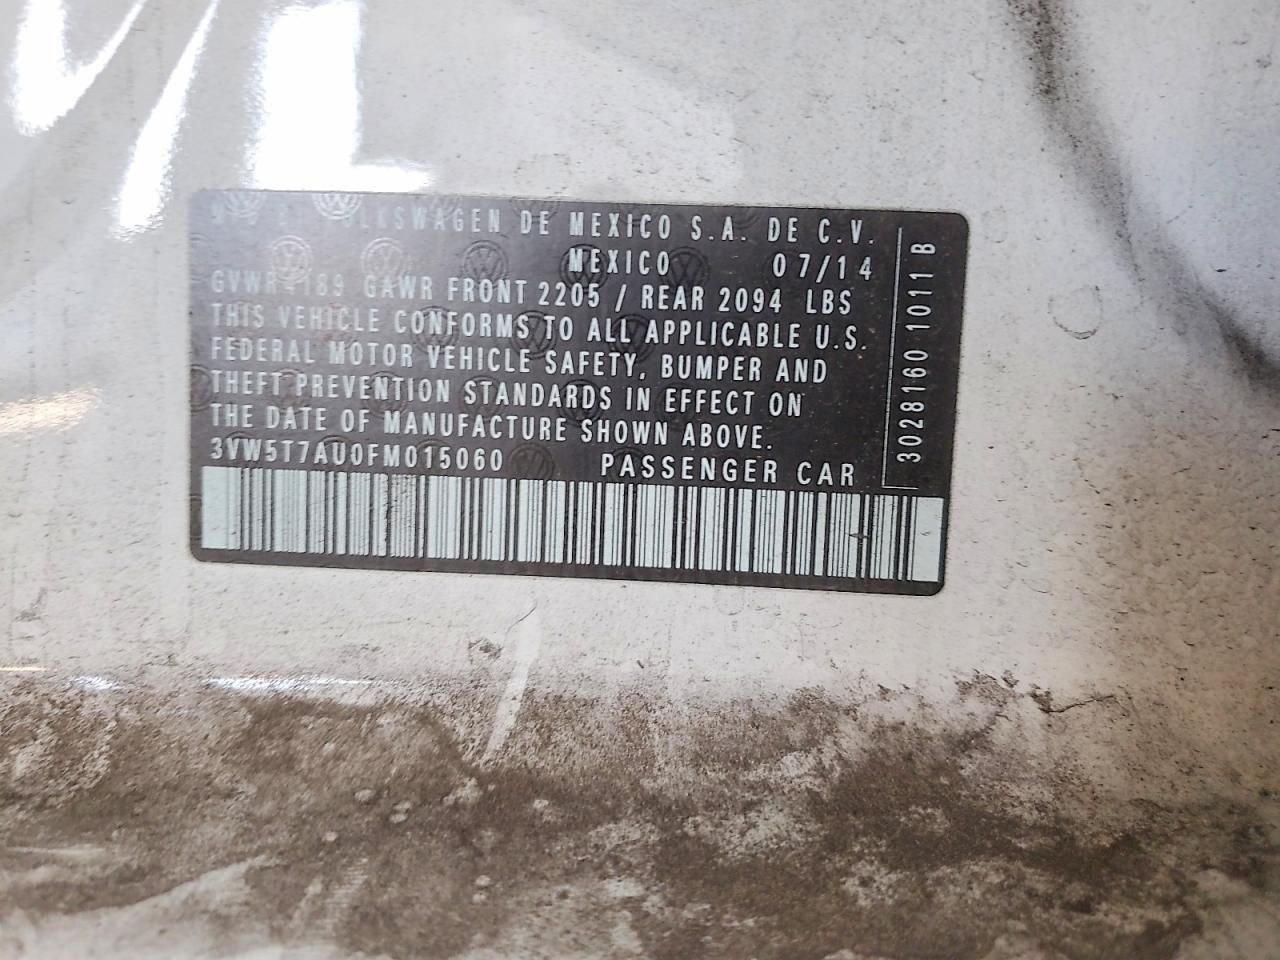 VOLKSWAGEN DE MEXICO S.A. DE C.V.
MEXICO 07/14
GVWR 4189 GAWR FRONT 2205 / REAR 2094 LBS
THIS VEHICLE CONFORMS TO ALL APPLICABLE U.S.
FEDERAL MOTOR VEHICLE SAFETY, BUMPER AND
THEFT PREVENTION STANDARDS IN EFFECT ON
THE DATE OF MANUFACTURE SHOWN ABOVE.
3VW5T7AU0FM015060 PASSENGER CAR
3028160 1011 B